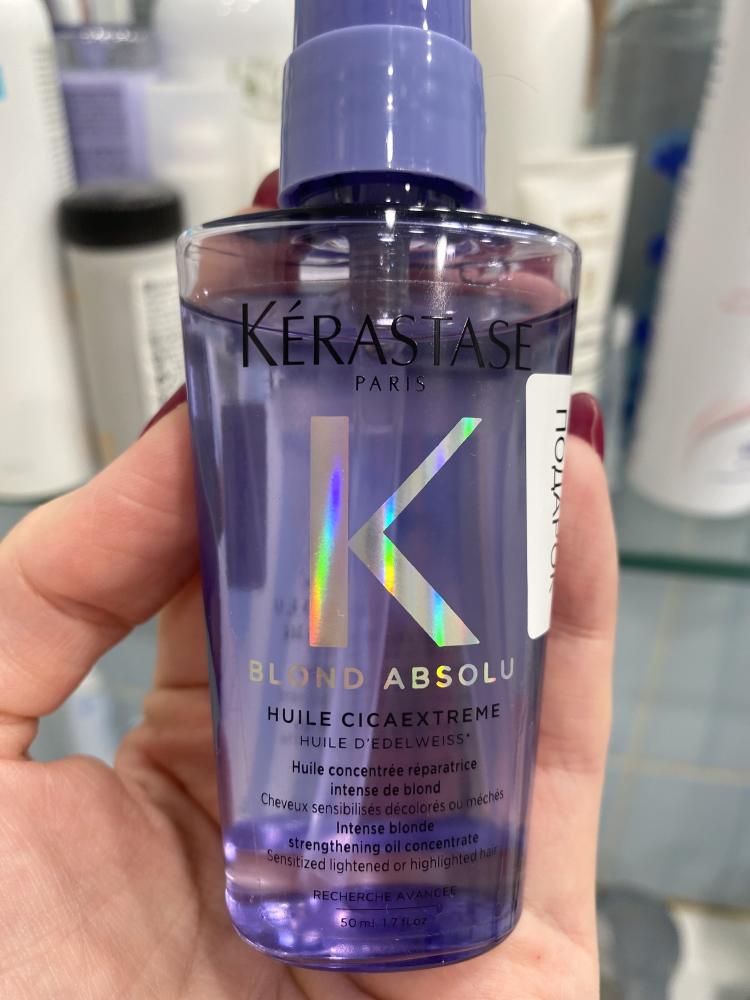 KÉRASTASE
PARIS
K
BLOND ABSOLU
HUILE CICAEXTREME
HUILE D'EDELWEISS*
Huile concentrée réparatrice
intense de blond
Cheveux sensibilisés décolorés ou méchés
Intense blonde
strengthening oil concentrate
Sensitized lightened or highlighted hair
RECHERCHE AVANCÉE
50 ml 1.7 fl.oz
ПОДАРОК